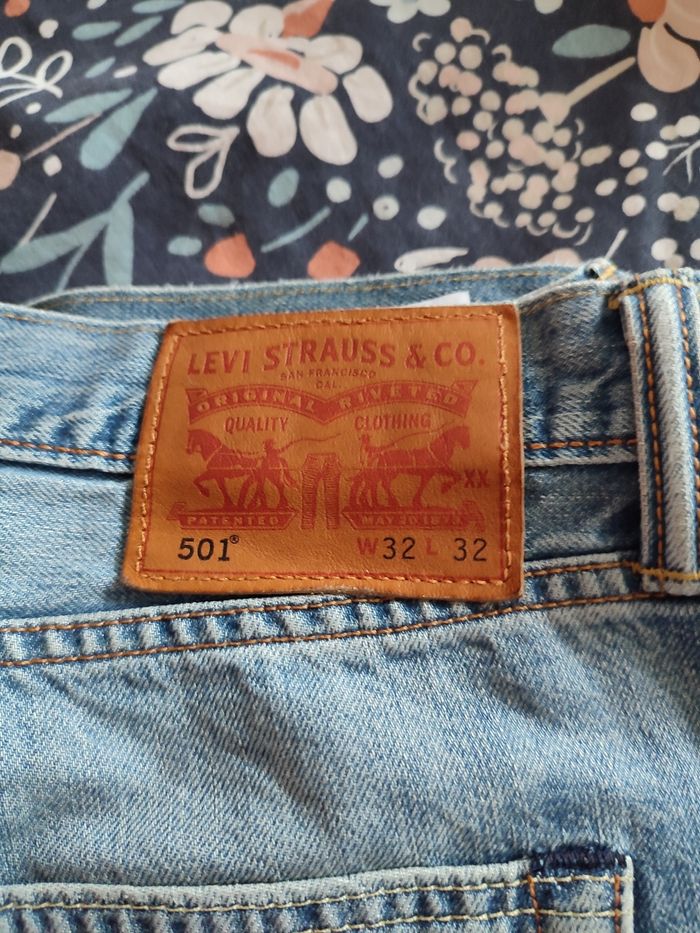 LEVI STRAUSS & CO.
SAN FRANCISCO
CAL.
ORIGINAL RIVETED
QUALITY CLOTHING
XX
PATENTED MAY 20 1873
501® W32 L 32